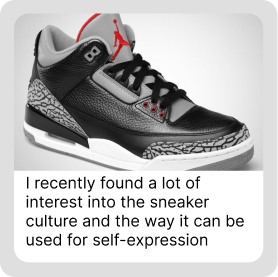 I recently found a lot of
interest into the sneaker
culture and the way it can be
used for self-expression